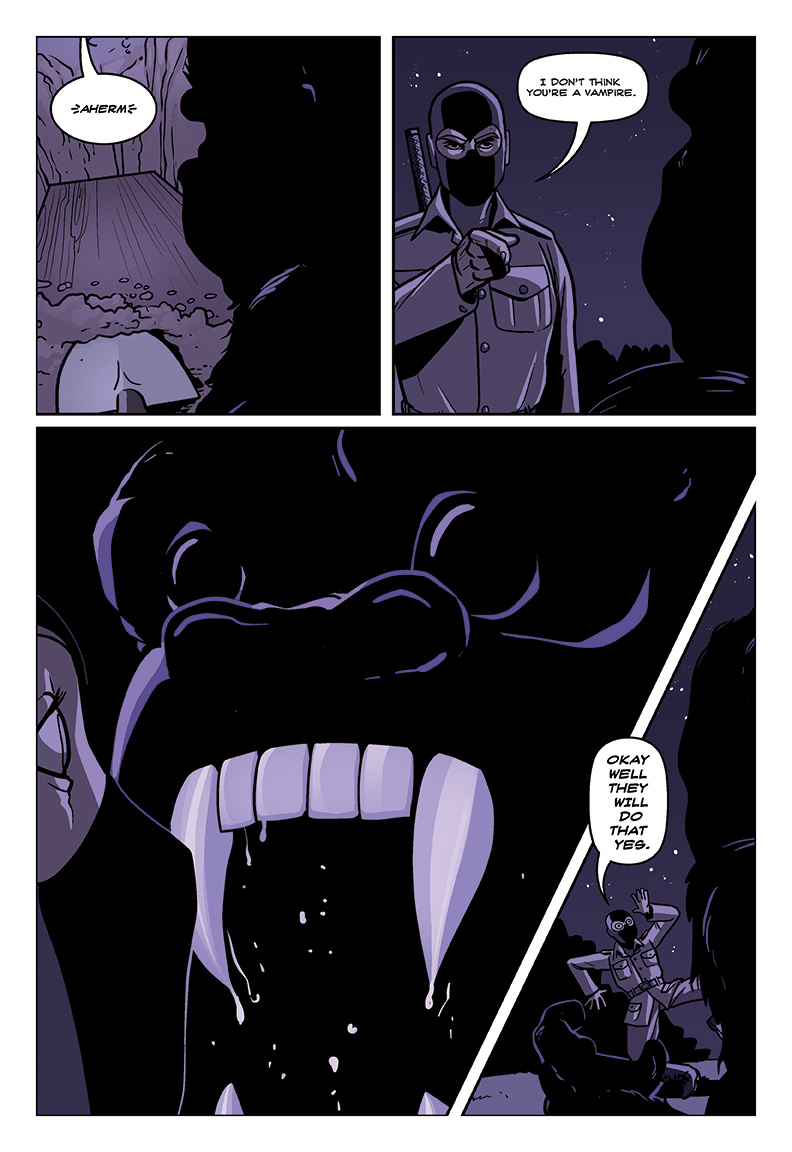 ⪫AHERM⪪
I DON'T THINK
YOU'RE A VAMPIRE.
OKAY
WELL
THEY
WILL
DO
THAT
YES.